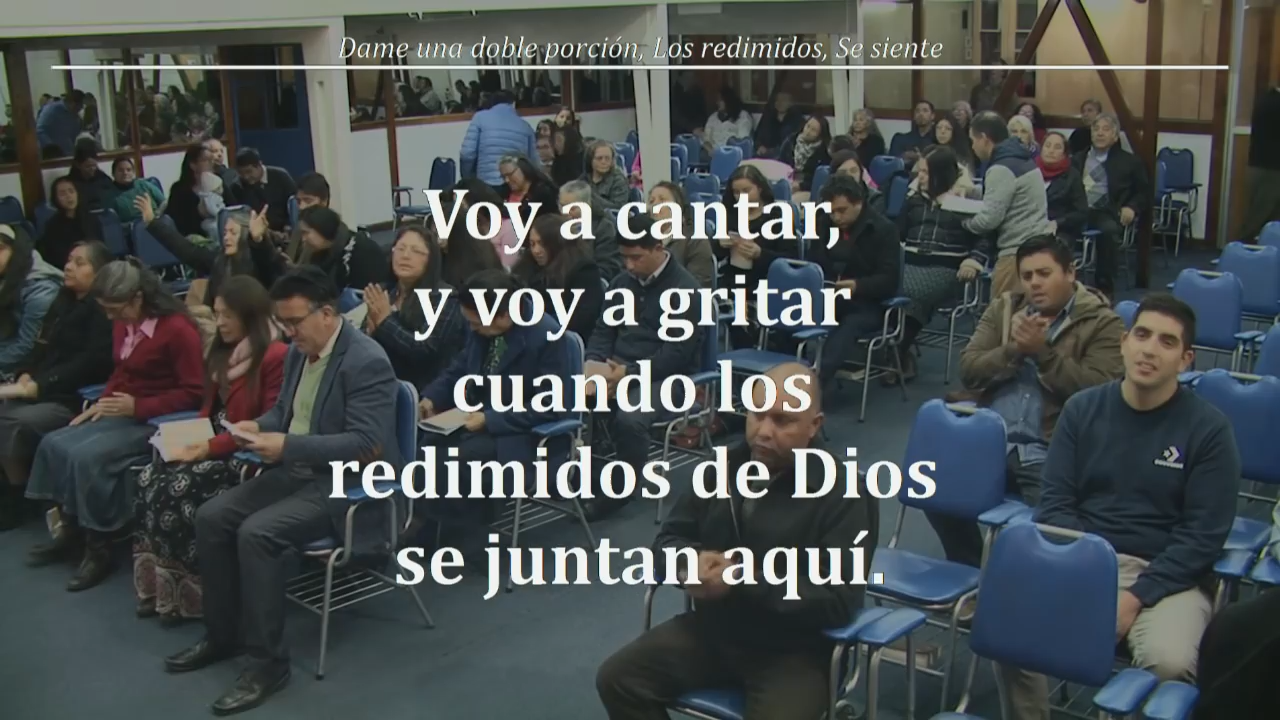 Dame una doble porción, Los redimidos, Se siente
Voy a cantar,
y voy a gritar
cuando los
redimidos de Dios
se juntan aquí.
CONVERSE